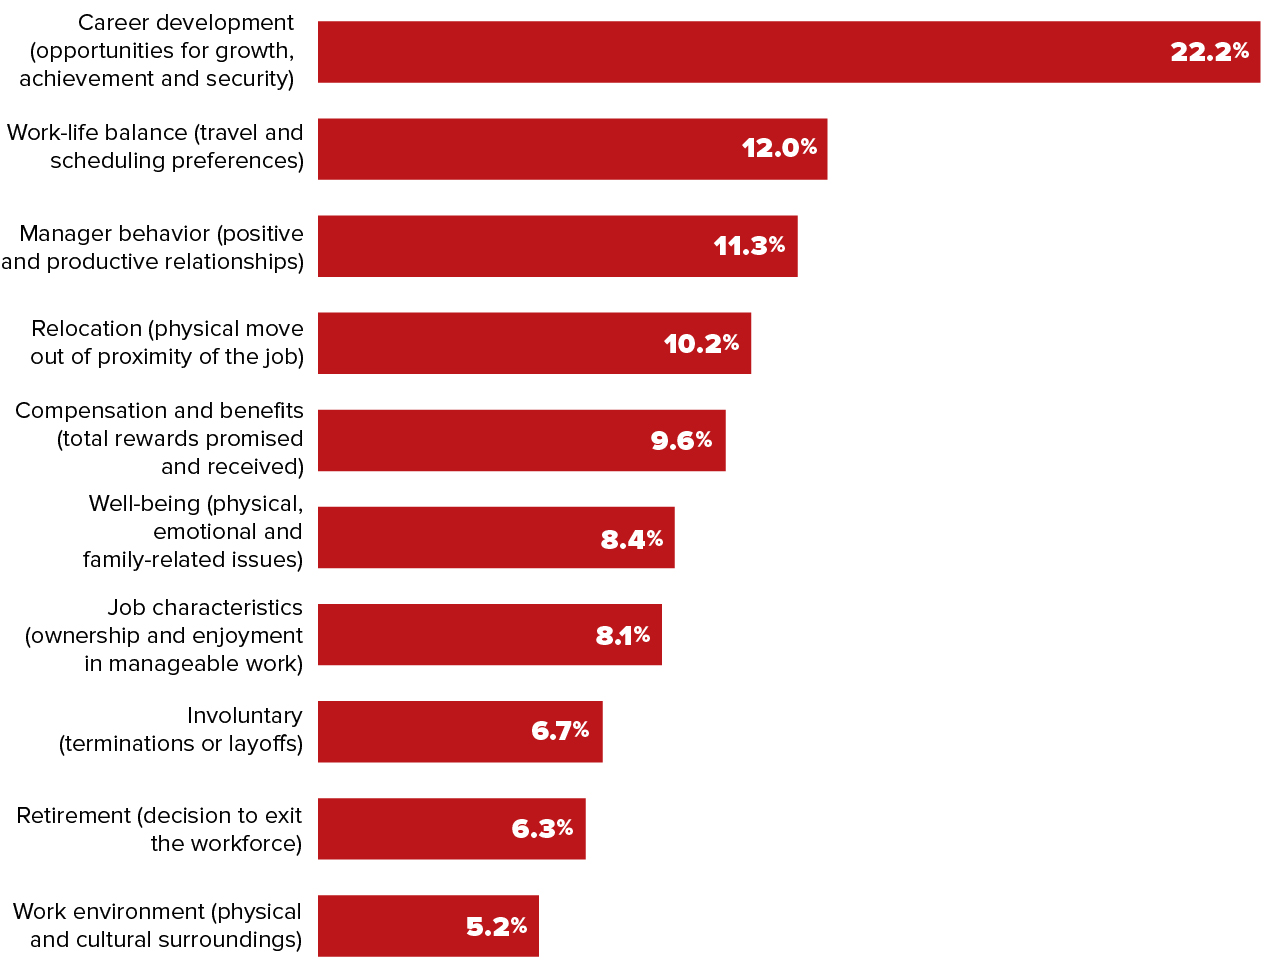 Career development
(opportunities for growth,
achievement and security)
22.2%
Work-life balance (travel and
scheduling preferences)
12.0%
Manager behavior (positive
and productive relationships)
11.3%
Relocation (physical move
out of proximity of the job)
10.2%
Compensation and benefits
(total rewards promised
and received)
9.6%
Well-being (physical,
emotional and
family-related issues)
8.4%
Job characteristics
(ownership and enjoyment
in manageable work)
8.1%
Involuntary
(terminations or layoffs)
6.7%
Retirement (decision to exit
the workforce)
6.3%
Work environment (physical
and cultural surroundings)
5.2%